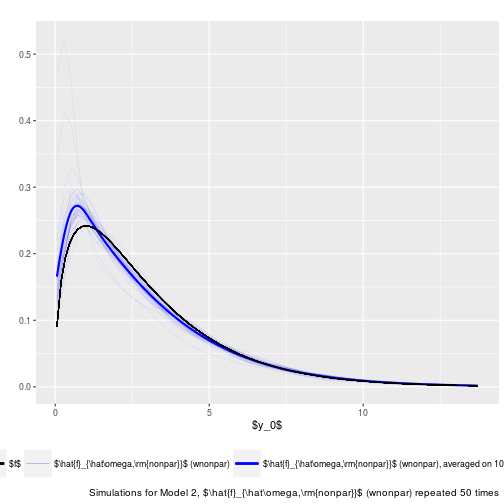 0.5
0.4
0.3
0.2
0.1
0.0
0
5
10
$y_0$
$f$
$\hat{f}_{\hat\omega,\rm{nonpar}}$ (wnonpar)
$\hat{f}_{\hat\omega,\rm{nonpar}}$ (wnonpar), averaged on 10
Simulations for Model 2, $\hat{f}_{\hat\omega,\rm{nonpar}}$ (wnonpar) repeated 50 times